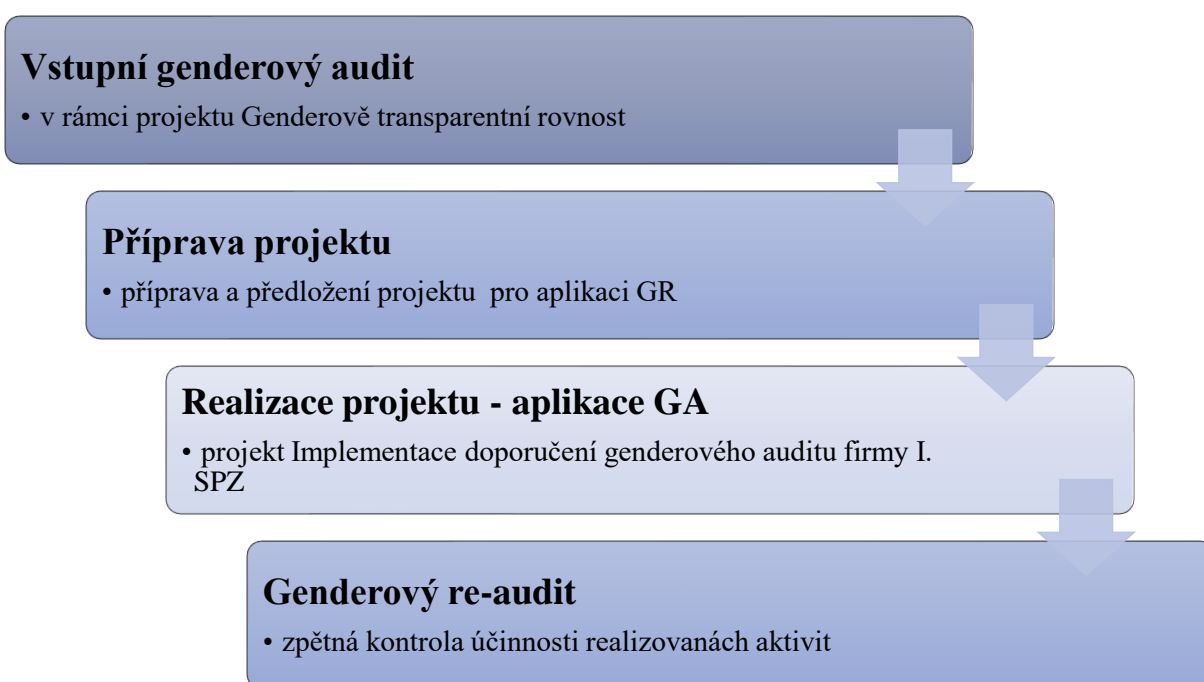 Vstupní genderový audit
• v rámci projektu Genderově transparentní rovnost
Příprava projektu
• příprava a předložení projektu pro aplikaci GR
Realizace projektu - aplikace GA
• projekt Implementace doporučení genderového auditu firmy I.
SPZ
Genderový re-audit
• zpětná kontrola účinnosti realizovanách aktivit